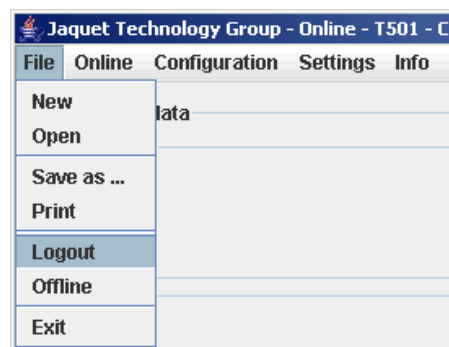 Jaquet Technology Group - Online - T501 - C
File Online Configuration Settings Info
New
lata
Open
Save as ...
Print
Logout
Offline
Exit